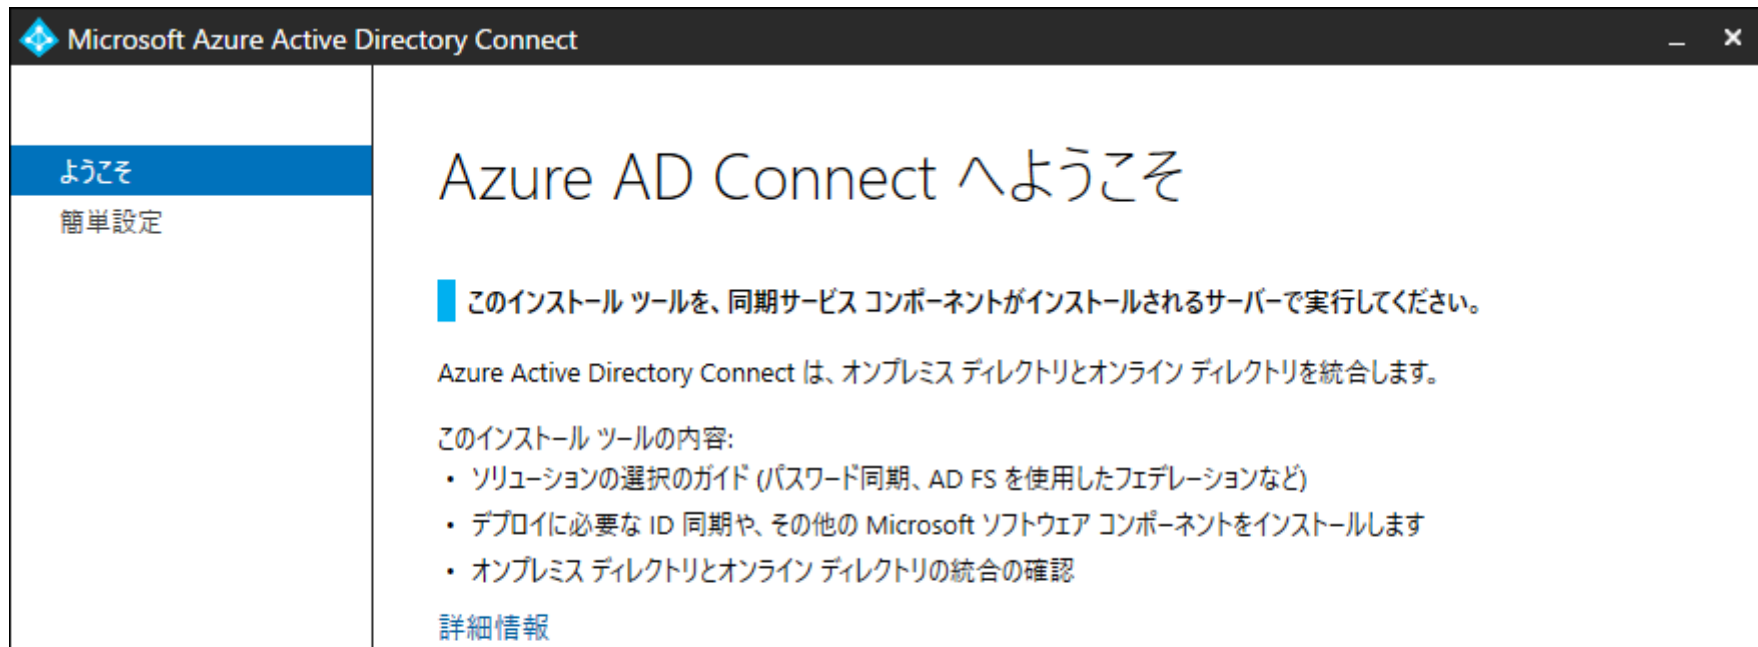 Microsoft Azure Active Directory Connect
ようこそ
簡単設定
Azure AD Connect へようこそ
このインストール ツールを、同期サービス コンポーネントがインストールされるサーバーで実行してください。
Azure Active Directory Connect は、オンプレミス ディレクトリとオンライン ディレクトリを統合します。
このインストール ツールの内容:
・ ソリューションの選択のガイド (パスワード同期、AD FS を使用したフェデレーションなど)
・ デプロイに必要な ID 同期や、その他の Microsoft ソフトウェア コンポーネントをインストールします
・ オンプレミス ディレクトリとオンライン ディレクトリの統合の確認
詳細情報